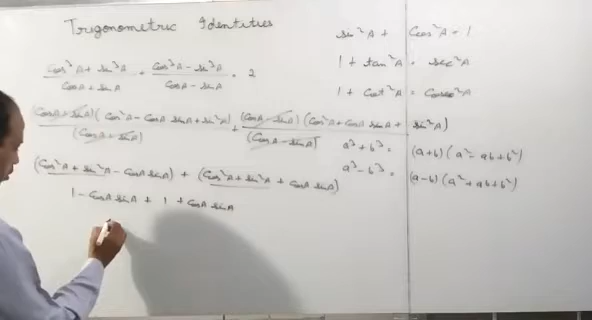 Trigonometric Identities
(Cos³A + sin³A)/(CosA + sinA) + (Cos³A - sin³A)/(CosA - sinA) = 2
(CosA + sinA)(Cos²A - CosA sinA + sin²A)/(CosA + sinA) + (CosA - sinA)(Cos²A + CosA sinA + sin²A)/(CosA - sinA)
(Cos²A + sin²A - CosA sinA) + (Cos²A + sin²A + CosA sinA)
1 - CosA sinA + 1 + CosA sinA
sin²A + Cos²A = 1
1 + tan²A = sec²A
1 + Cot²A = Cosec²A
a³ + b³ = (a+b)(a² - ab + b²)
a³ - b³ = (a-b)(a² + ab + b²)